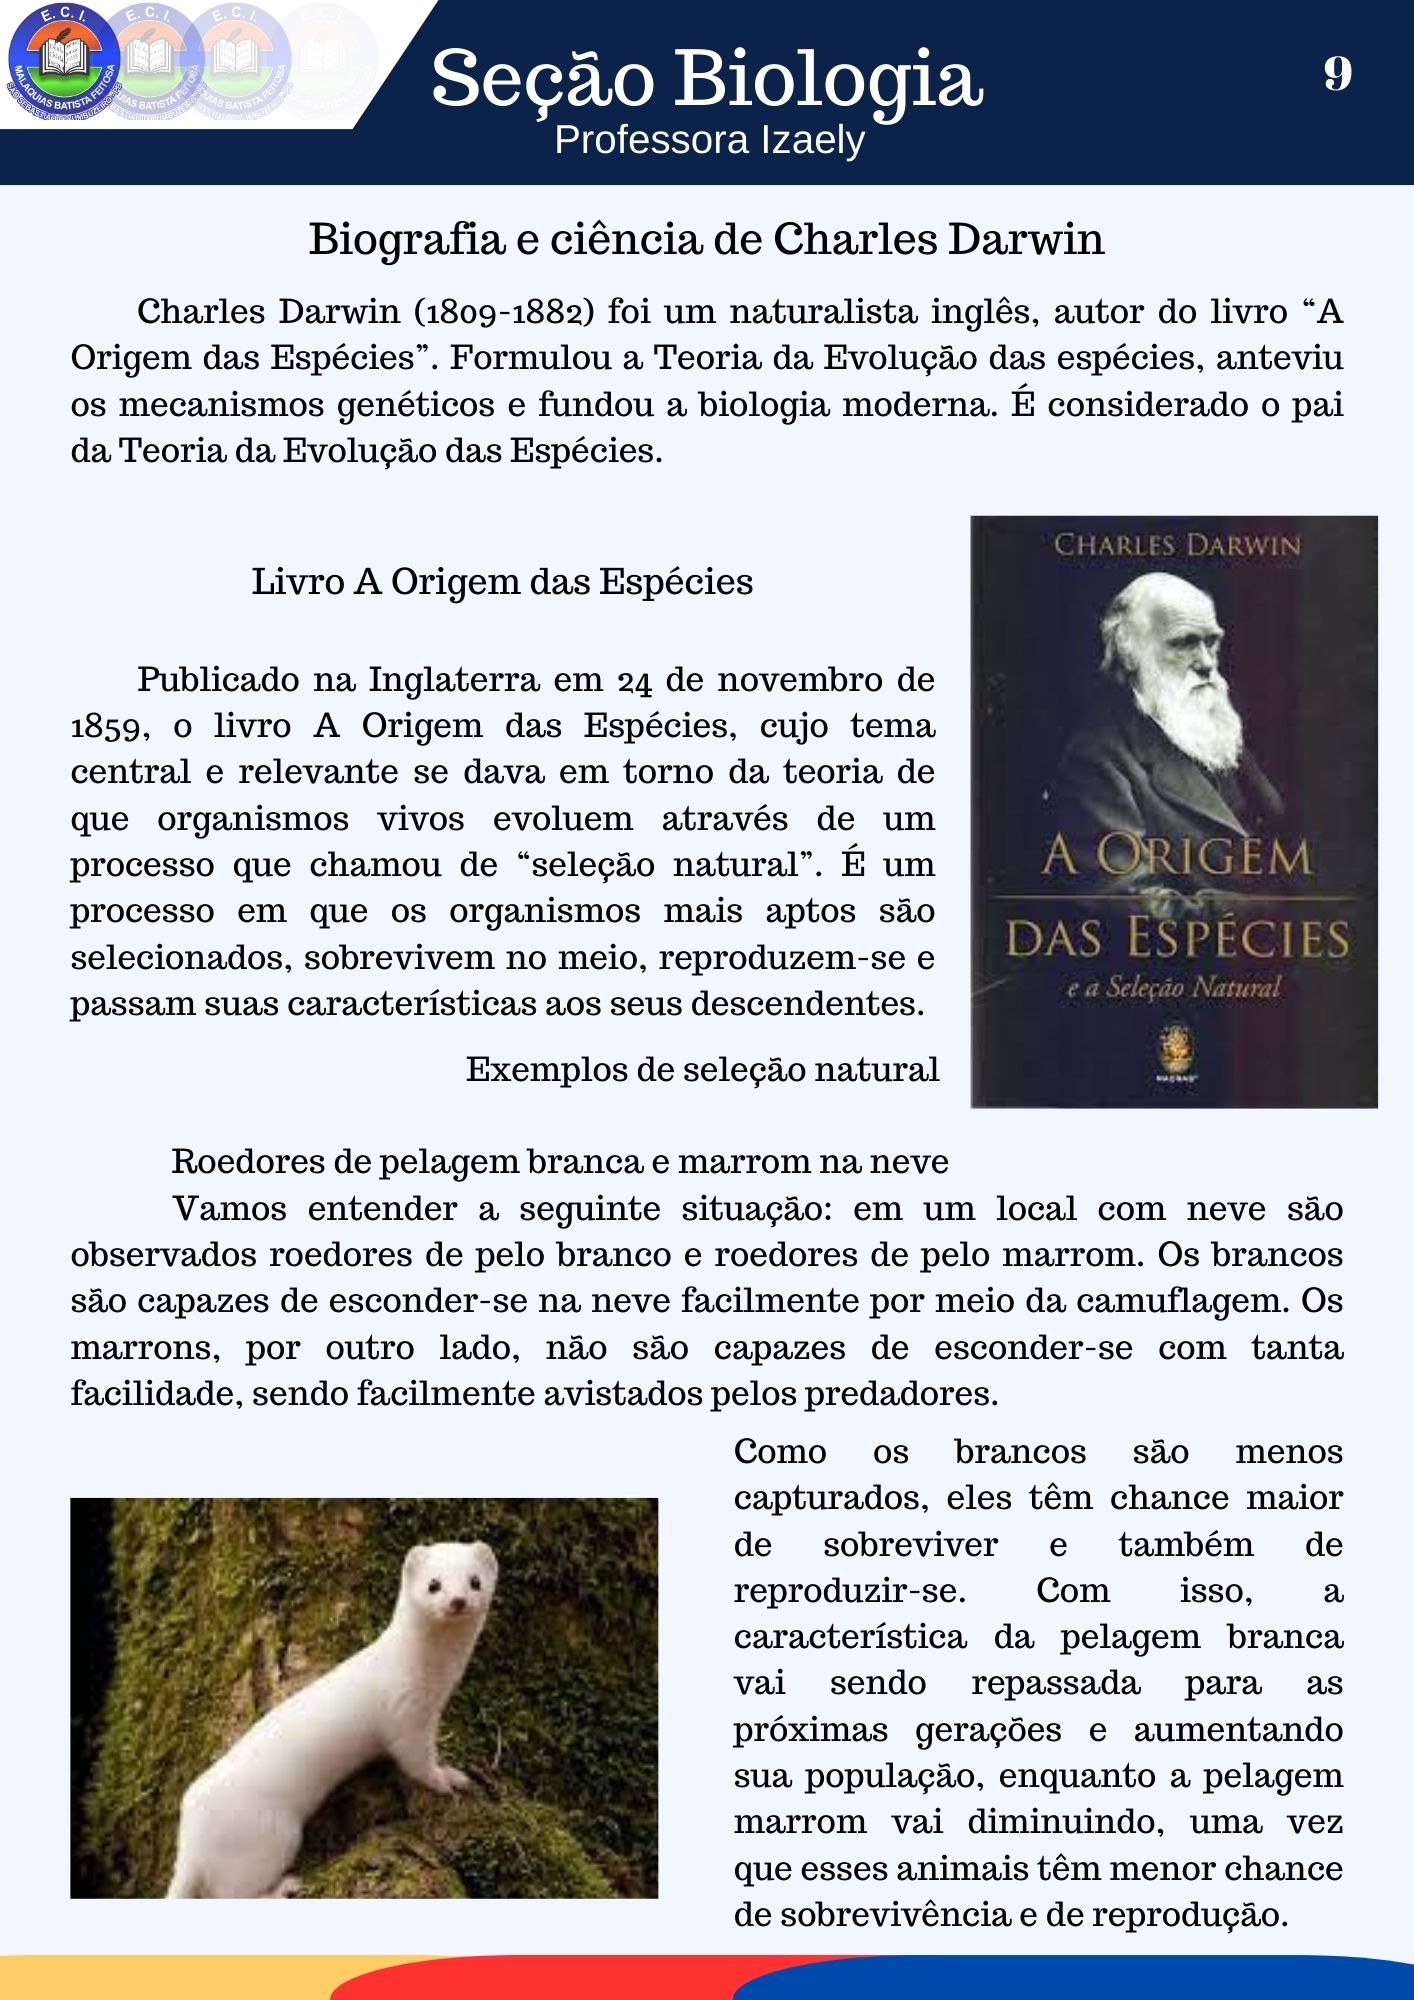 E. C. I.
MALAQUIAS BATISTA FEITOSA
Seção Biologia
Professora Izaely
9
Biografia e ciência de Charles Darwin
Charles Darwin (1809-1882) foi um naturalista inglês, autor do livro “A
Origem das Espécies”. Formulou a Teoria da Evolução das espécies, anteviu
os mecanismos genéticos e fundou a biologia moderna. É considerado o pai
da Teoria da Evolução das Espécies.
Livro A Origem das Espécies
Publicado na Inglaterra em 24 de novembro de
1859, o livro A Origem das Espécies, cujo tema
central e relevante se dava em torno da teoria de
que organismos vivos evoluem através de um
processo que chamou de “seleção natural”. É um
processo em que os organismos mais aptos são
selecionados, sobrevivem no meio, reproduzem-se e
passam suas características aos seus descendentes.
CHARLES DARWIN
A ORIGEM
DAS ESPÉCIES
e a Seleção Natural
MADRAS
Exemplos de seleção natural
Roedores de pelagem branca e marrom na neve
Vamos entender a seguinte situação: em um local com neve são
observados roedores de pelo branco e roedores de pelo marrom. Os brancos
são capazes de esconder-se na neve facilmente por meio da camuflagem. Os
marrons, por outro lado, não são capazes de esconder-se com tanta
facilidade, sendo facilmente avistados pelos predadores.
Como os brancos são menos
capturados, eles têm chance maior
de sobreviver e também de
reproduzir-se. Com isso, a
característica da pelagem branca
vai sendo repassada para as
próximas gerações e aumentando
sua população, enquanto a pelagem
marrom vai diminuindo, uma vez
que esses animais têm menor chance
de sobrevivência e de reprodução.